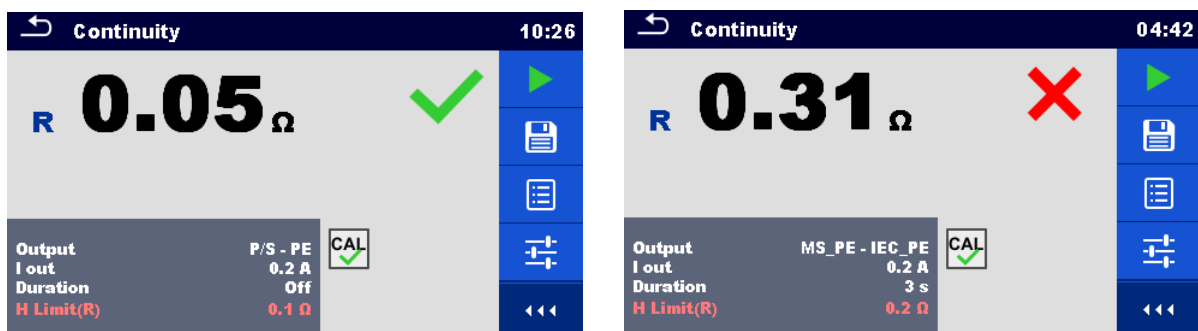 Continuity 10:26
R 0.05 Ω
Output P/S - PE
CAL
I out 0.2 A
Duration Off
H Limit(R) 0.1 Ω
Continuity 04:42
R 0.31 Ω
Output MS_PE - IEC_PE
CAL
I out 0.2 A
Duration 3 s
H Limit(R) 0.2 Ω